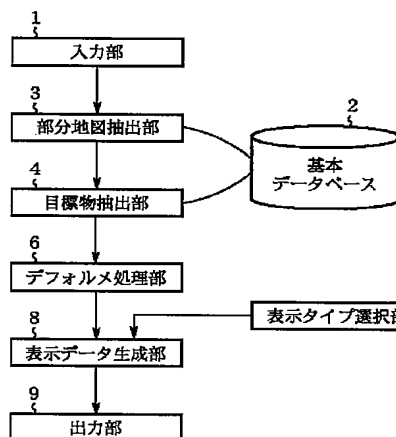 1
入力部
3
部分地図抽出部
2
基本
データベース
4
目標物抽出部
6
デフォルメ処理部
表示タイプ選択部
8
表示データ生成部
9
出力部